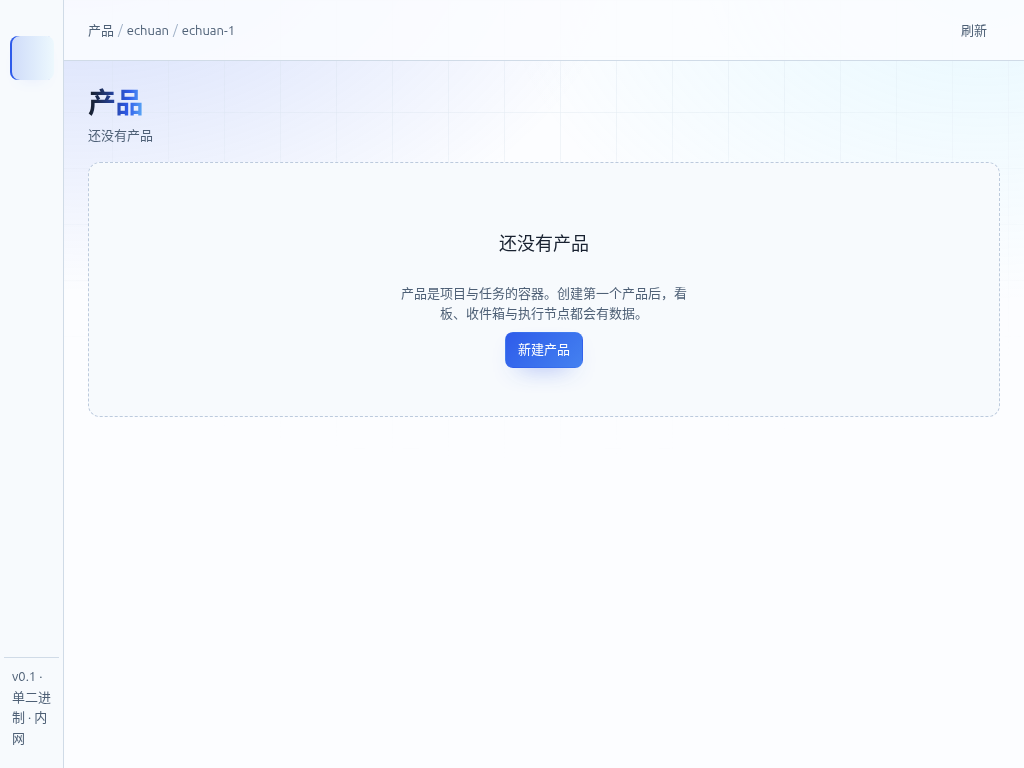 产品 / echuan / echuan-1
刷新
产品
还没有产品
还没有产品
产品是项目与任务的容器。创建第一个产品后，看
板、收件箱与执行节点都会有数据。
新建产品
v0.1 ·
单二进
制 · 内
网